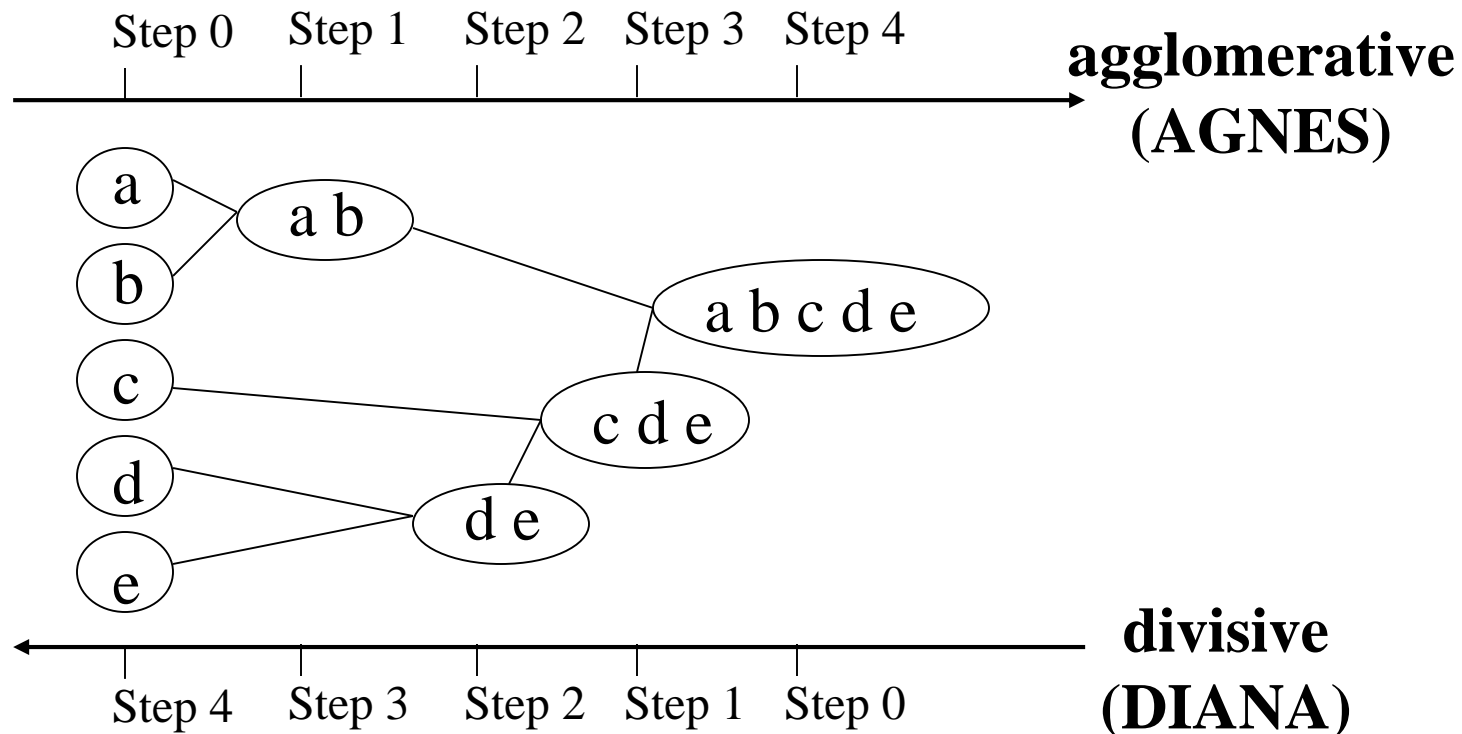 Step 0 Step 1 Step 2 Step 3 Step 4
agglomerative
(AGNES)
a
a b
b
a b c d e
c
c d e
d
d e
e
divisive
(DIANA)
Step 4 Step 3 Step 2 Step 1 Step 0